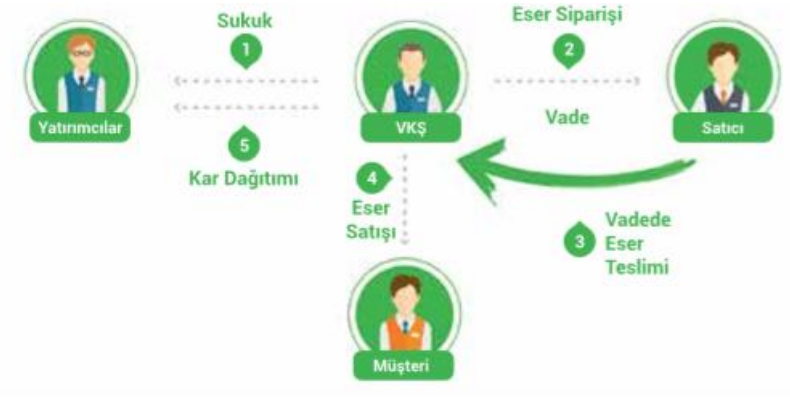 Sukuk
1
Eser Siparişi
2
Yatırımcılar
VKŞ
Vade
Satıcı
5
Kar Dağıtımı
4
Eser
Satışı
3
Vadede
Eser
Teslimi
Müşteri